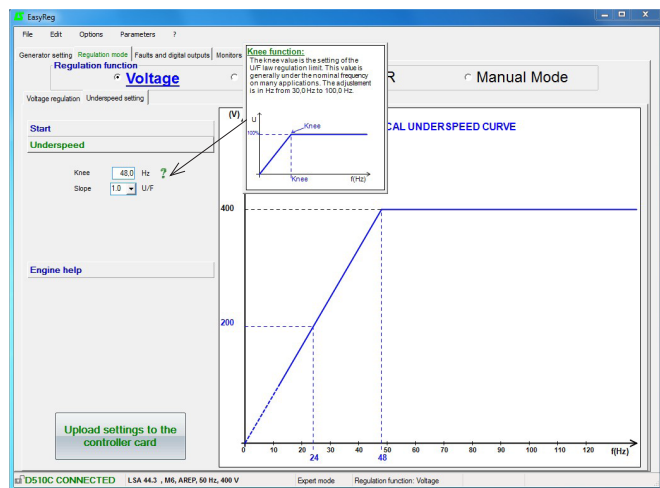 EasyReg
File Edit Options Parameters ?
Generator setting Regulation mode Faults and digital outputs Monitors
Regulation function
Voltage
R
Manual Mode
Voltage regulation Underspeed setting
Knee function:
The knee value is the setting of the
U/F law regulation limit. This value is
generally under the nominal frequency
on many applications. The adjustement
is in Hz from 30,0 Hz to 100,0 Hz.
U
100%
Knee
Knee
f(Hz)
(V)
CAL UNDERSPEED CURVE
Start
Underspeed
Knee 48,0 Hz ?
Slope 1.0 U/F
Engine help
400
200
0 10 20 30 40 50 60 70 80 90 100 110 120 f(Hz)
24 48
Upload settings to the
controller card
D510C CONNECTED LSA 44.3 , M6, AREP, 50 Hz, 400 V Expert mode Regulation function: Voltage